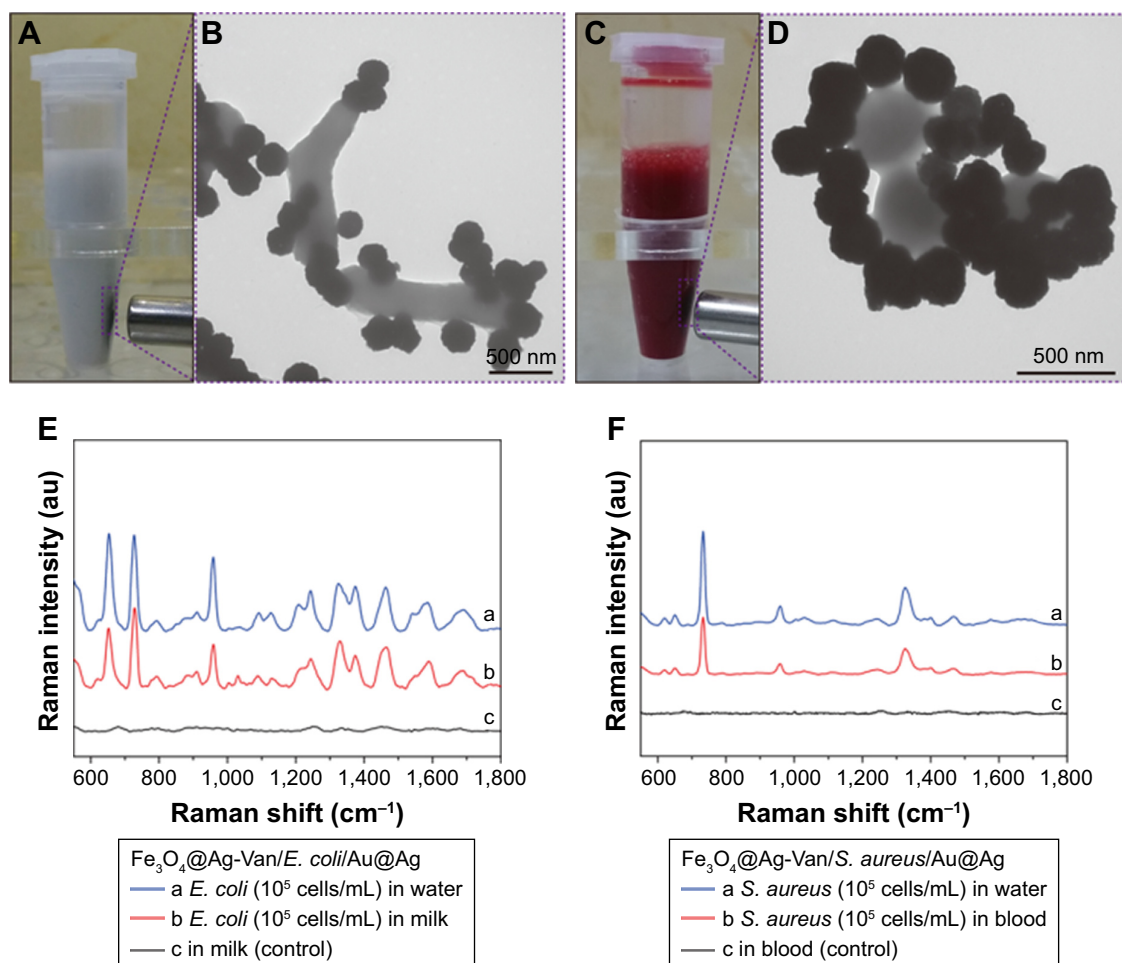 A
B
C
D
500 nm
500 nm
E
F
Raman intensity (au)
a
b
c
600 800 1,000 1,200 1,400 1,600 1,800
Raman shift (cm⁻¹)
Fe₃O₄@Ag-Van/E. coli/Au@Ag
a E. coli (10⁵ cells/mL) in water
b E. coli (10⁵ cells/mL) in milk
c in milk (control)
Raman intensity (au)
a
b
c
600 800 1,000 1,200 1,400 1,600 1,800
Raman shift (cm⁻¹)
Fe₃O₄@Ag-Van/S. aureus/Au@Ag
a S. aureus (10⁵ cells/mL) in water
b S. aureus (10⁵ cells/mL) in blood
c in blood (control)